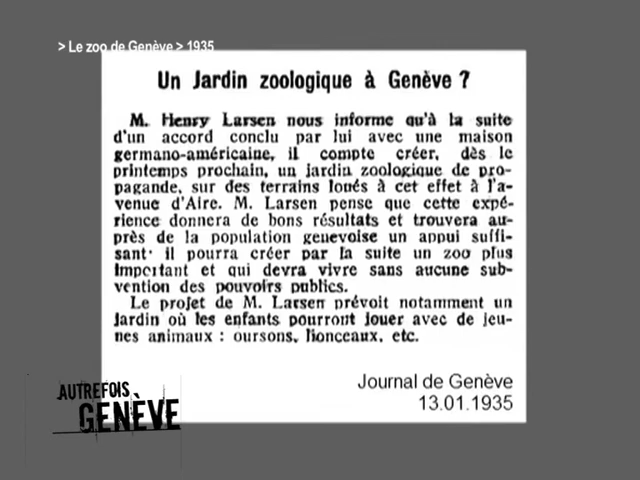 > Le zoo de Genève > 1935
Un Jardin zoologique à Genève ?
M. Henry Larsen nous informe qu'à la suite
d'un accord conclu par lui avec une maison
germano-américaine, il compte créer, dès le
printemps prochain, un jardin zoologique de pro-
pagande, sur des terrains loués à cet effet à l'a-
venue d'Aïre. M. Larsen pense que cette expé-
rience donnera de bons résultats et trouvera au-
près de la population genevoise un appui suffi-
sant· il pourra créer par la suite un zoo plus
important et qui devra vivre sans aucune sub-
vention des pouvoirs publics.
Le projet de M. Larsen prévoit notamment un
Jardin où les enfants pourront jouer avec de jeu-
nes animaux : oursons, lionceaux, etc.
Journal de Genève
13.01.1935
AUTREFOIS
GENÈVE